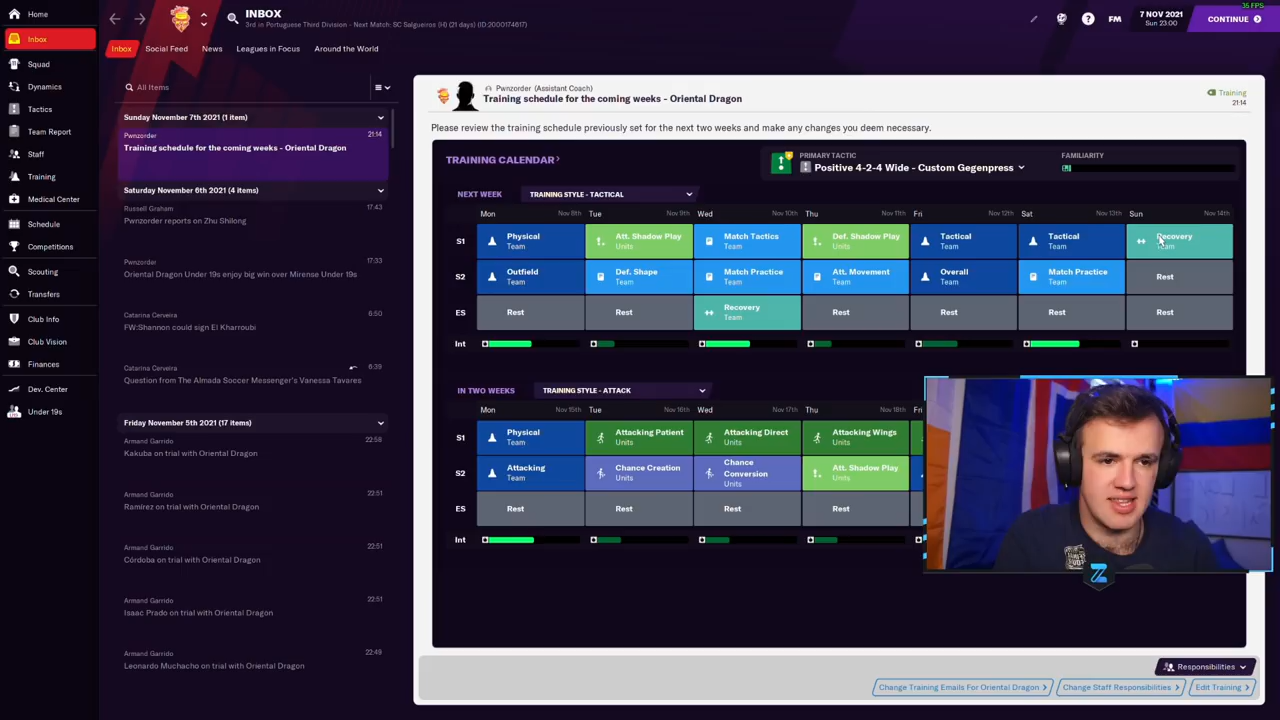 36 FPS
Home
Inbox
Squad
Dynamics
Tactics
Team Report
Staff
Training
Medical Center
Schedule
Competitions
Scouting
Transfers
Club Info
Club Vision
Finances
Dev. Center
Under 19s
INBOX
3rd in Portuguese Third Division - Next Match: SC Salgueiros (H) (21 days) (ID:2000174617)
FM
7 NOV 2021
Sun 23:00
CONTINUE
Inbox
Social Feed
News
Leagues in Focus
Around the World
All Items
Sunday November 7th 2021 (1 item)
Pwnzorder 21:14
Training schedule for the coming weeks - Oriental Dragon
Saturday November 6th 2021 (4 items)
Russell Graham 17:43
Pwnzorder reports on Zhu Shilong
Pwnzorder 17:33
Oriental Dragon Under 19s enjoy big win over Mirense Under 19s
Catarina Cerveira 6:50
FW:Shannon could sign El Kharroubi
Catarina Cerveira 6:39
Question from The Almada Soccer Messenger's Vanessa Tavares
Friday November 5th 2021 (17 items)
Armand Garrido 22:58
Kakuba on trial with Oriental Dragon
Armand Garrido 22:51
Ramírez on trial with Oriental Dragon
Armand Garrido 22:51
Córdoba on trial with Oriental Dragon
Armand Garrido 22:51
Isaac Prado on trial with Oriental Dragon
Armand Garrido 22:49
Leonardo Muchacho on trial with Oriental Dragon
Pwnzorder (Assistant Coach)
Training schedule for the coming weeks - Oriental Dragon
Training
21:14
Please review the training schedule previously set for the next two weeks and make any changes you deem necessary.
TRAINING CALENDAR
PRIMARY TACTIC
Positive 4-2-4 Wide - Custom Gegenpress
FAMILIARITY
NEXT WEEK
TRAINING STYLE - TACTICAL
Mon Nov 8th Tue Nov 9th Wed Nov 10th Thu Nov 11th Fri Nov 12th Sat Nov 13th Sun Nov 14th
S1 Physical Att. Shadow Play Match Tactics Def. Shadow Play Tactical Tactical Recovery
Team Units Team Units Team Team Team
S2 Outfield Def. Shape Match Practice Att. Movement Overall Match Practice Rest
Team Team Team Team Team Team
ES Rest Rest Recovery Rest Rest Rest Rest
Team
Int
IN TWO WEEKS
TRAINING STYLE - ATTACK
Mon Nov 15th Tue Nov 16th Wed Nov 17th Thu Nov 18th Fri
S1 Physical Attacking Patient Attacking Direct Attacking Wings
Team Units Units Units
S2 Attacking Chance Creation Chance Conversion Att. Shadow Play
Team Units Units Units
ES Rest Rest Rest Rest
Int
Responsibilities
Change Training Emails For Oriental Dragon
Change Staff Responsibilities
Edit Training